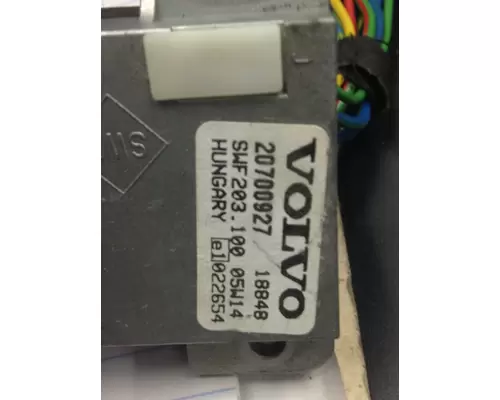 VOLVO
20700927 18848
SWF203.100 05W14
HUNGARY e1 022654